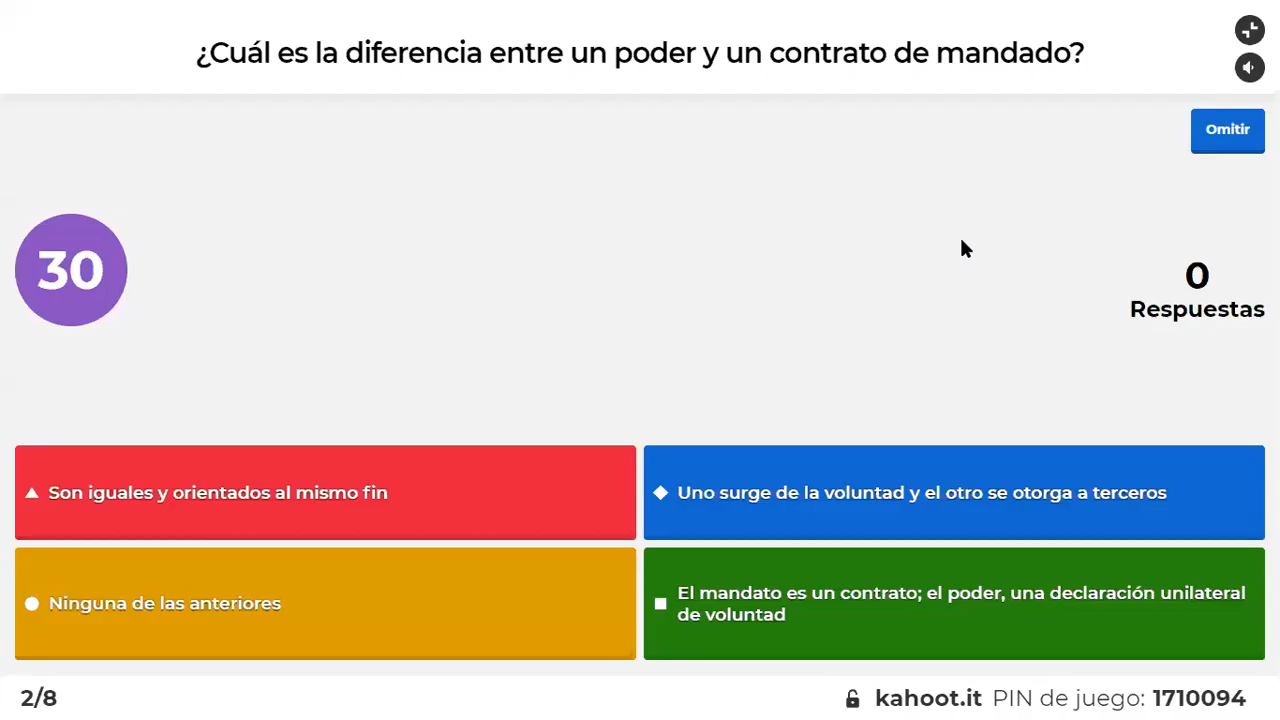 ¿Cuál es la diferencia entre un poder y un contrato de mandado?
Omitir
30
0
Respuestas
Son iguales y orientados al mismo fin
Uno surge de la voluntad y el otro se otorga a terceros
Ninguna de las anteriores
El mandato es un contrato; el poder, una declaración unilateral
de voluntad
2/8
kahoot.it PIN de juego: 1710094